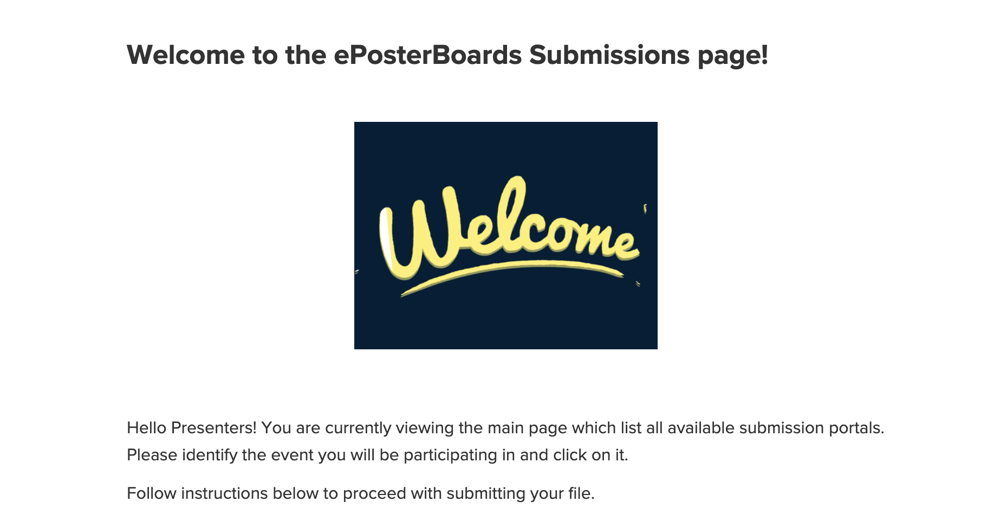 Welcome to the ePosterBoards Submissions page!
Welcome
Hello Presenters! You are currently viewing the main page which list all available submission portals.
Please identify the event you will be participating in and click on it.
Follow instructions below to proceed with submitting your file.